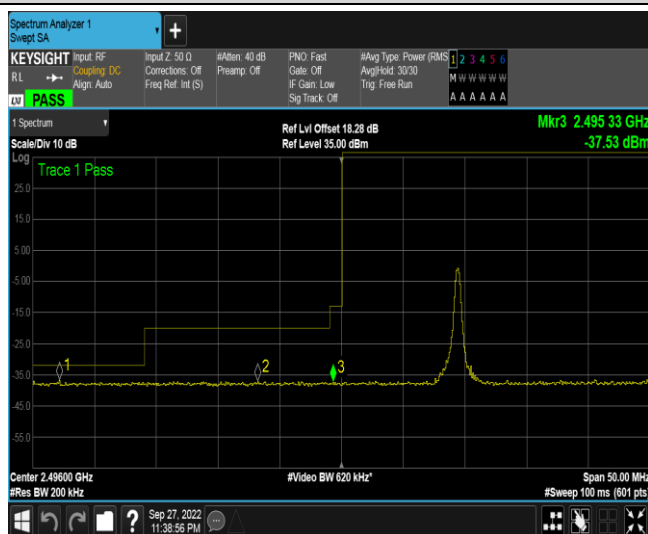 Spectrum Analyzer 1
Swept SA
+
KEYSIGHT
RL
LXI PASS
Input: RF
Coupling: DC
Align: Auto
Input Z: 50 Ω
Corrections: Off
Freq Ref: Int (S)
#Atten: 40 dB
Preamp: Off
PNO: Fast
Gate: Off
IF Gain: Low
Sig Track: Off
#Avg Type: Power (RMS
Avg|Hold: 30/30
Trig: Free Run
1 2 3 4 5 6
M W W W W W
A A A A A A
1 Spectrum
Scale/Div 10 dB
Ref Lvl Offset 18.28 dB
Ref Level 35.00 dBm
Mkr3 2.495 33 GHz
-37.53 dBm
Log
Trace 1 Pass
25.0
15.0
5.00
-5.00
-15.0
-25.0
-35.0
-45.0
-55.0
1
2
3
Center 2.49600 GHz
#Res BW 200 kHz
#Video BW 620 kHz*
Span 50.00 MHz
#Sweep 100 ms (601 pts)
?
Sep 27, 2022
11:38:56 PM